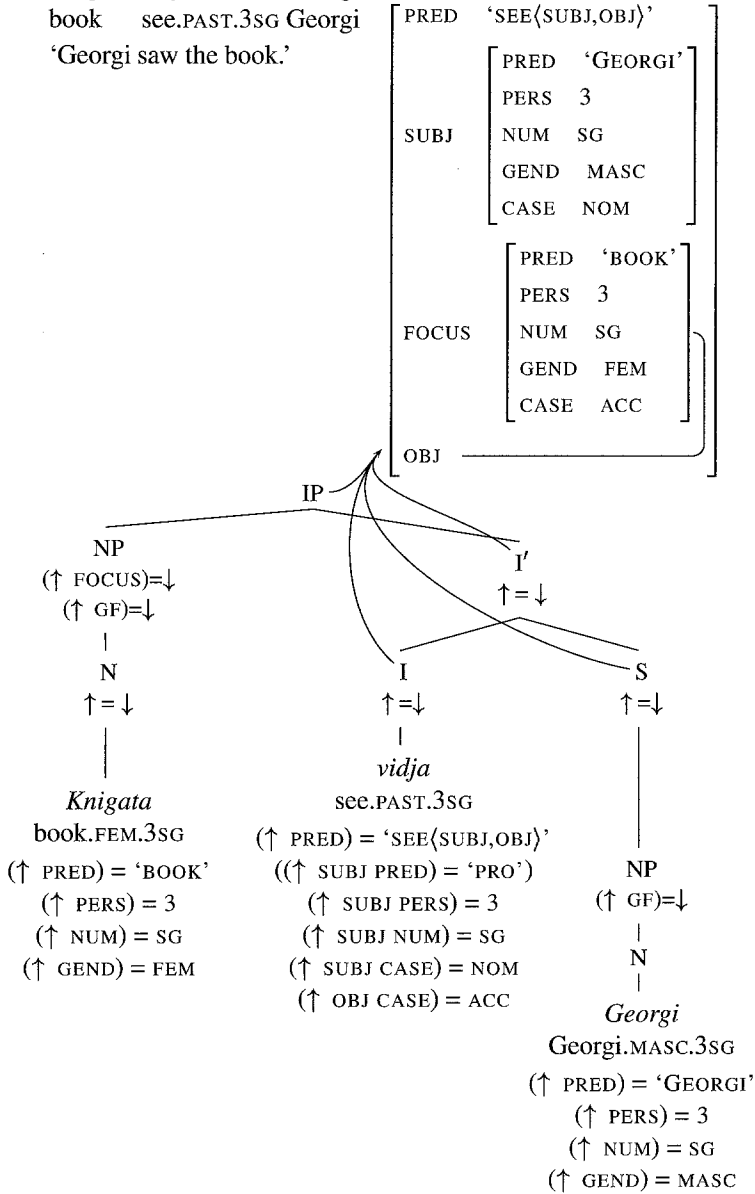 book see.PAST.3SG Georgi
‘Georgi saw the book.’
PRED ‘SEE⟨SUBJ,OBJ⟩’
SUBJ
PRED ‘GEORGI’
PERS 3
NUM SG
GEND MASC
CASE NOM
FOCUS
PRED ‘BOOK’
PERS 3
NUM SG
GEND FEM
CASE ACC
OBJ
IP
NP
(↑ FOCUS)=↓
(↑ GF)=↓
N
↑=↓
Knigata
book.FEM.3SG
(↑ PRED) = ‘BOOK’
(↑ PERS) = 3
(↑ NUM) = SG
(↑ GEND) = FEM
I′
↑=↓
I
↑=↓
vidja
see.PAST.3SG
(↑ PRED) = ‘SEE⟨SUBJ,OBJ⟩’
((↑ SUBJ PRED) = ‘PRO’)
(↑ SUBJ PERS) = 3
(↑ SUBJ NUM) = SG
(↑ SUBJ CASE) = NOM
(↑ OBJ CASE) = ACC
S
↑=↓
NP
(↑ GF)=↓
N
Georgi
Georgi.MASC.3SG
(↑ PRED) = ‘GEORGI’
(↑ PERS) = 3
(↑ NUM) = SG
(↑ GEND) = MASC